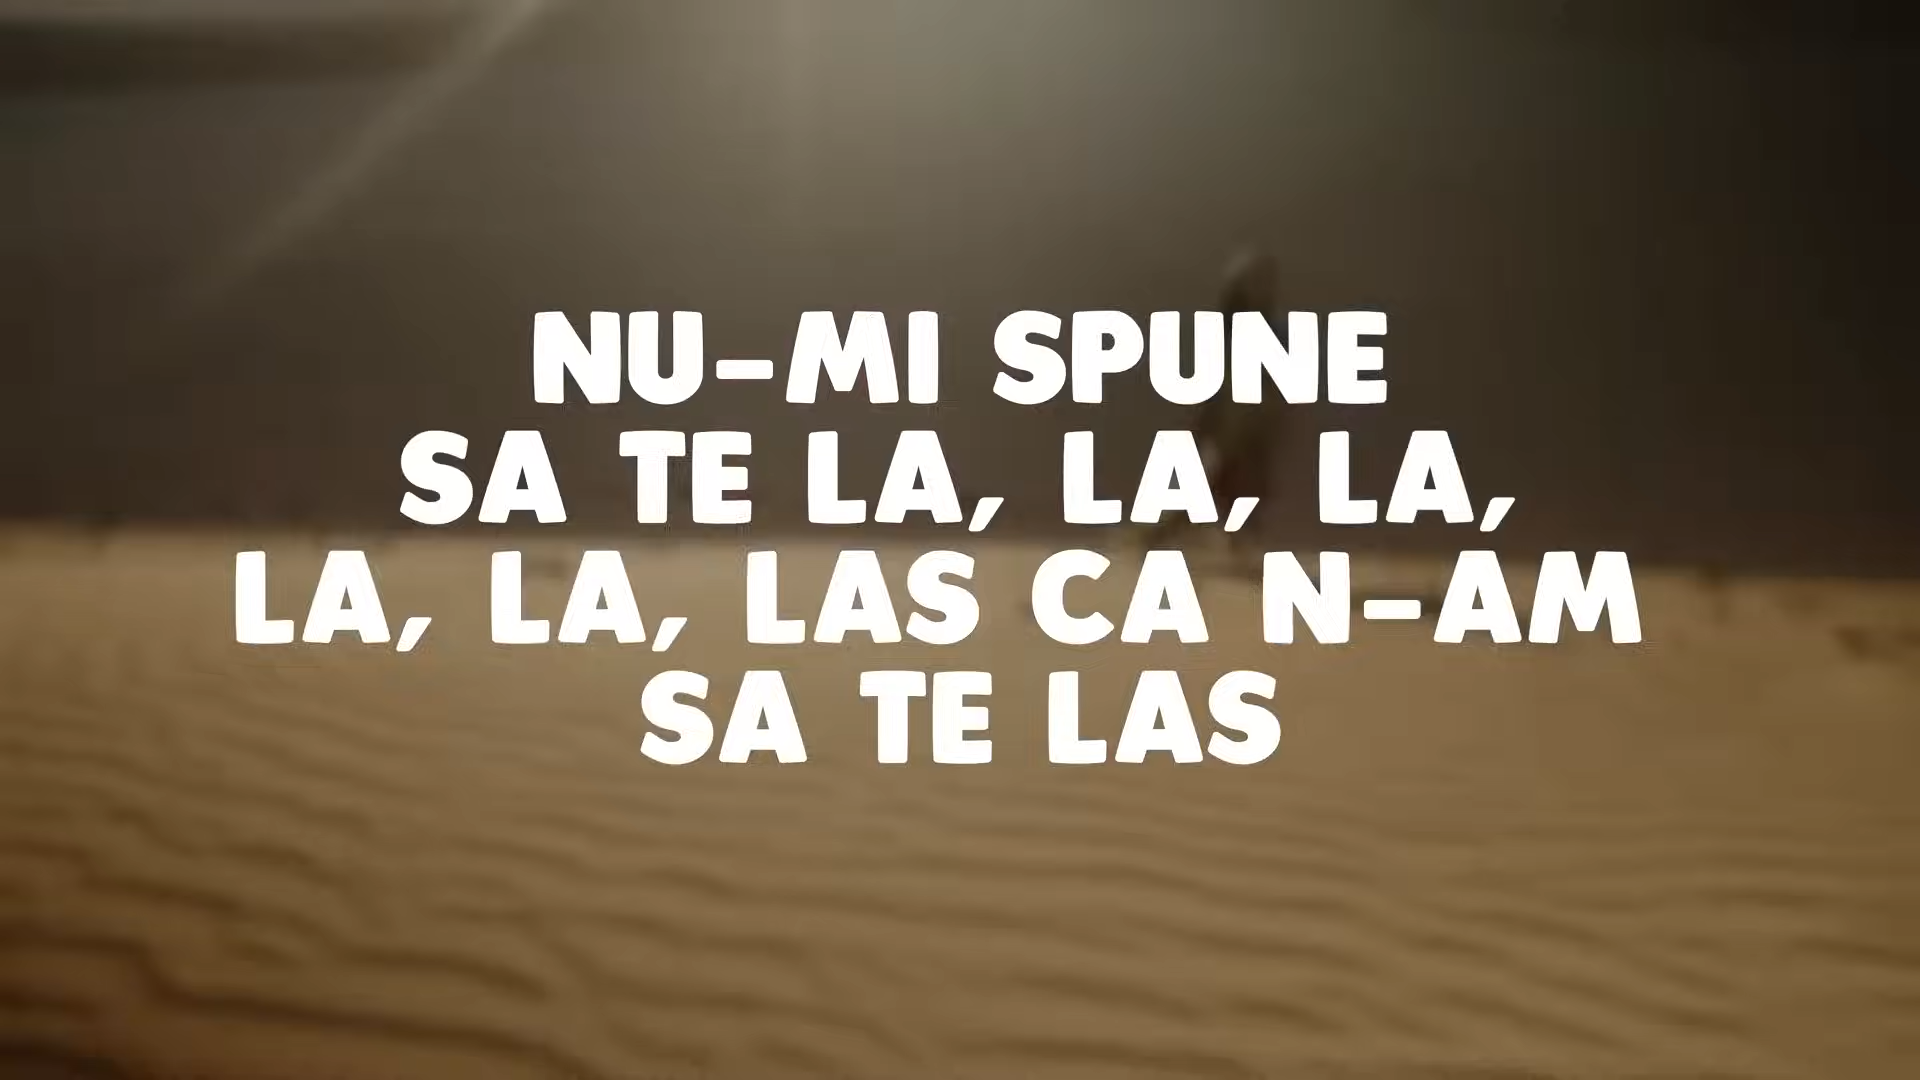 NU-MI SPUNE
SA TE LA, LA, LA,
LA, LA, LAS CA N-AM
SA TE LAS